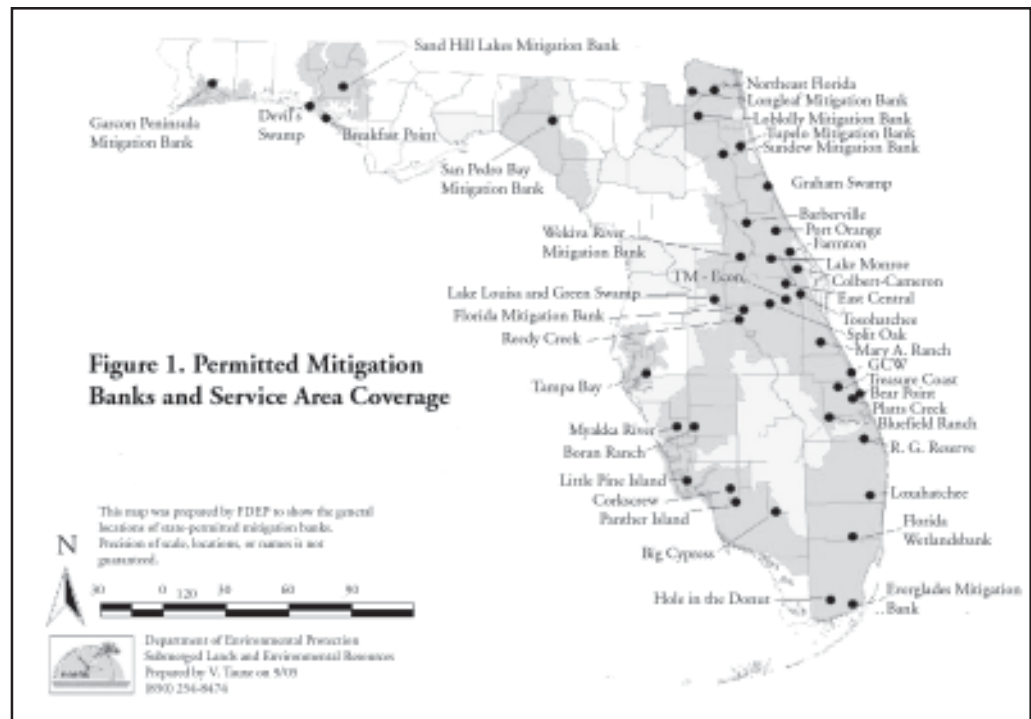 Sand Hill Lakes Mitigation Bank
Garcon Peninsula
Mitigation Bank
Devil's
Swamp
Breakfast Point
San Pedro Bay
Mitigation Bank
Northeast Florida
Longleaf Mitigation Bank
Loblolly Mitigation Bank
Tupelo Mitigation Bank
Sundew Mitigation Bank
Graham Swamp
Barberville
Port Orange
Farmton
Wekiva River
Mitigation Bank
Lake Monroe
TM - Econ
Colbert-Cameron
Lake Louisa and Green Swamp
East Central
Florida Mitigation Bank
Tosohatchee
Reedy Creek
Split Oak
Mary A. Ranch
GCW
Treasure Coast
Bear Point
Platts Creek
Bluefield Ranch
R. G. Reserve
Figure 1. Permitted Mitigation
Banks and Service Area Coverage
Tampa Bay
Myakka River
Boran Ranch
Little Pine Island
Corkscrew
Panther Island
Big Cypress
Loxahatchee
Florida
Wetlandsbank
Hole in the Donut
Everglades Mitigation
Bank
This map was prepared by FDEP to show the general
locations of state-permitted mitigation banks.
Precision of scale, locations, or names is not
guaranteed.
N
30 0 120 30 60 90
Department of Environmental Protection
Submerged Lands and Environmental Resources
Prepared by V. on 9/05
(850) 254-8474